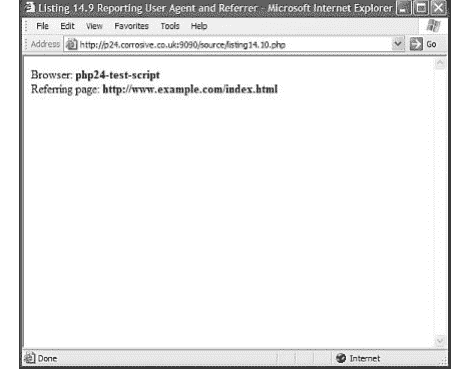 Listing 14.9 Reporting User Agent and Referrer - Microsoft Internet Explorer
File Edit View Favorites Tools Help
Address http://p24.corrosive.co.uk:9090/source/listing14.10.php Go
Browser: php24-test-script
Referring page: http://www.example.com/index.html
Done Internet